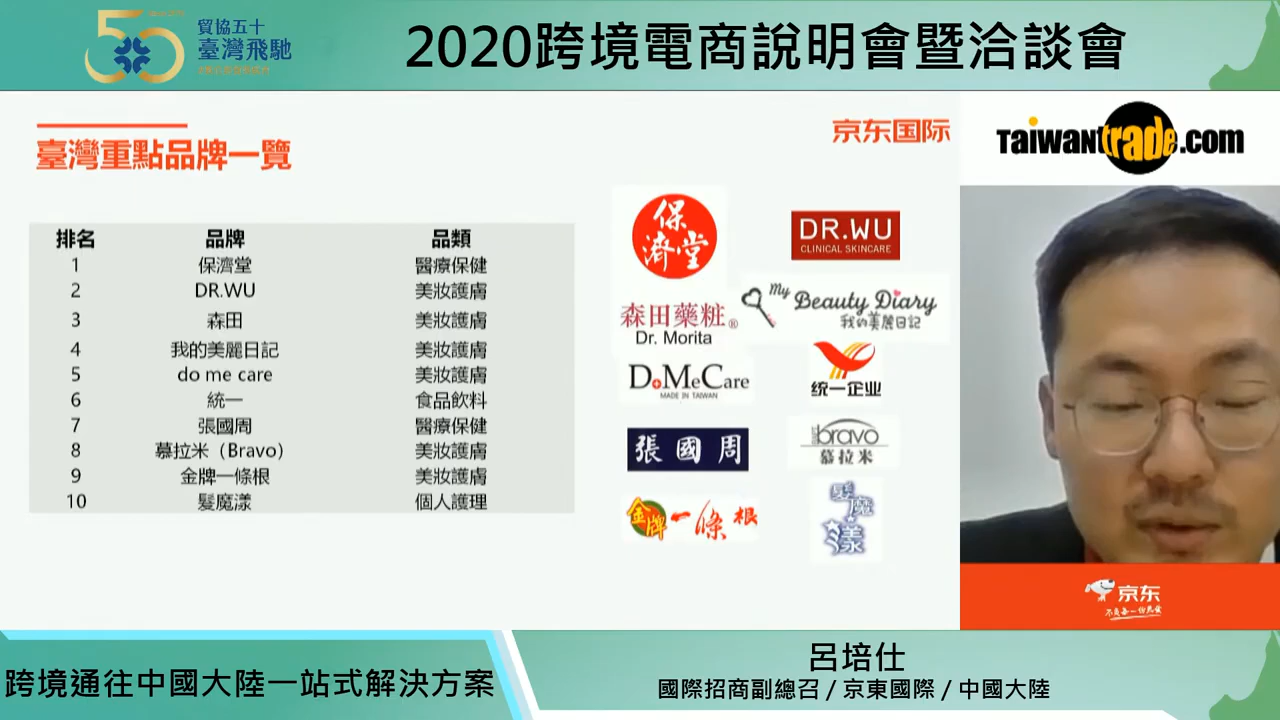 50
貿協五十
臺灣飛馳
2020跨境電商說明會暨洽談會
臺灣重點品牌一覽
京东国际
排名 品牌 品類
1 保濟堂 醫療保健
2 DR.WU 美妝護膚
3 森田 美妝護膚
4 我的美麗日記 美妝護膚
5 do me care 美妝護膚
6 統一 食品飲料
7 張國周 醫療保健
8 慕拉米（Bravo） 美妝護膚
9 金牌一條根 美妝護膚
10 髮魔漾 個人護理
保濟堂
DR.WU
CLINICAL SKINCARE
森田藥粧®
Dr. Morita
My Beauty Diary
我的美麗日記
DoMeCare
MADE IN TAIWAN
统一企业
張國周
bravo
慕拉米
金牌一條根
髮魔漾
Taiwantrade.com
京东
跨境通往中國大陸一站式解決方案
呂培仕
國際招商副總召 / 京東國際 / 中國大陸